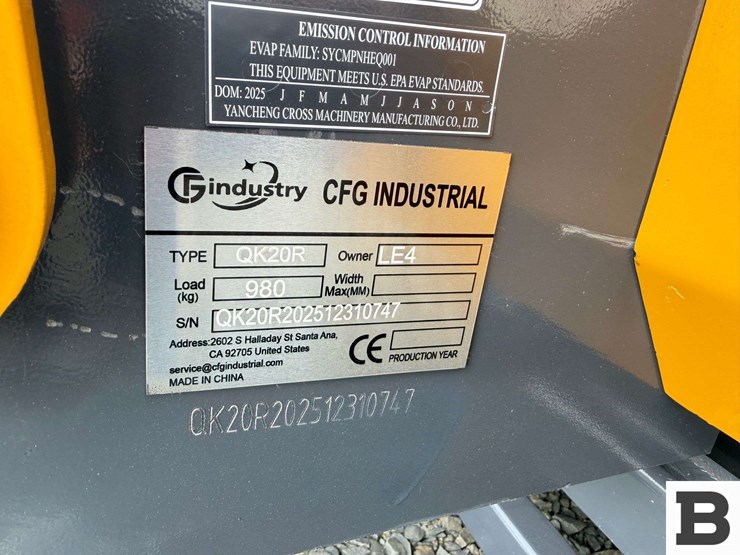 EMISSION CONTROL INFORMATION
EVAP FAMILY: SYCMPNHEQ001
THIS EQUIPMENT MEETS U.S. EPA EVAP STANDARDS.
DOM: 2025 J F M A M J J A S O N
YANCHENG CROSS MACHINERY MANUFACTURING CO., LTD.
CFG industry CFG INDUSTRIAL
TYPE QK20R Owner LE4
Load (kg) 980 Width Max(MM)
S/N QK20R202512310747
Address:2602 S Halladay St Santa Ana,
CA 92705 United States
service@cfgindustrial.com
MADE IN CHINA
CE PRODUCTION YEAR
QK20R202512310747
B